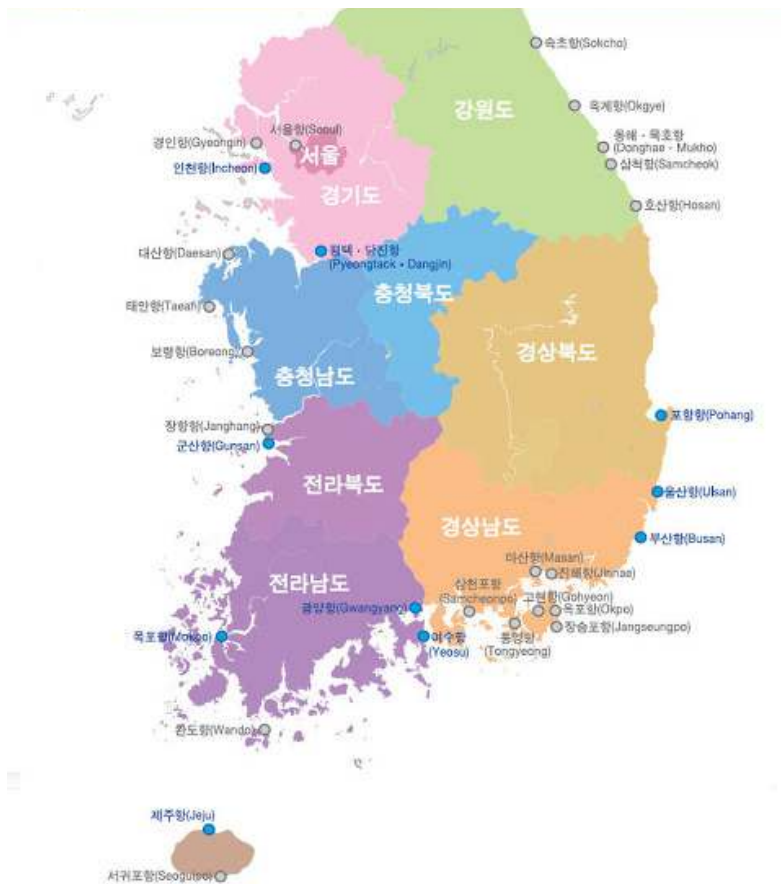 속초항(Sokcho)
강원도
옥계항(Okgye)
서울항(Seoul)
경인항(Gyeongin)
동해 · 묵호항
(Donghae - Mukho)
서울
인천항(Incheon)
삼척항(Samcheok)
경기도
호산항(Hosan)
대산항(Daesan)
평택 · 당진항
(Pyeongtack • Dangjin)
충청북도
태안항(Taean)
보령항(Boreong)
경상북도
충청남도
포항항(Pohang)
장항항(Janghang)
군산항(Gunsan)
전라북도
울산항(Ulsan)
경상남도
부산항(Busan)
마산항(Masan)
진해항(Jinhae)
전라남도
삼천포항
(Samcheonpo)
고현항(Gohyeon)
광양항(Gwangyang)
옥포항(Okpo)
장승포항(Jangseungpo)
목포항(Mokpo)
여수항
(Yeosu)
통영항
(Tongyeong)
완도항(Wando)
제주항(Jeju)
서귀포항(Seoguipo)